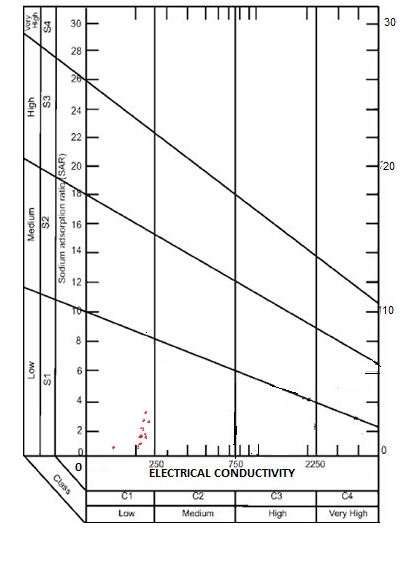 Very High
S4
High
S3
Medium
S2
Low
S1
Sodium adsorption ratio (SAR)
30
28
26
24
22
20
18
16
14
12
10
8
6
4
2
0
30
20
10
0
0
250
750
2250
ELECTRICAL CONDUCTIVITY
Class
C1
C2
C3
C4
Low
Medium
High
Very High